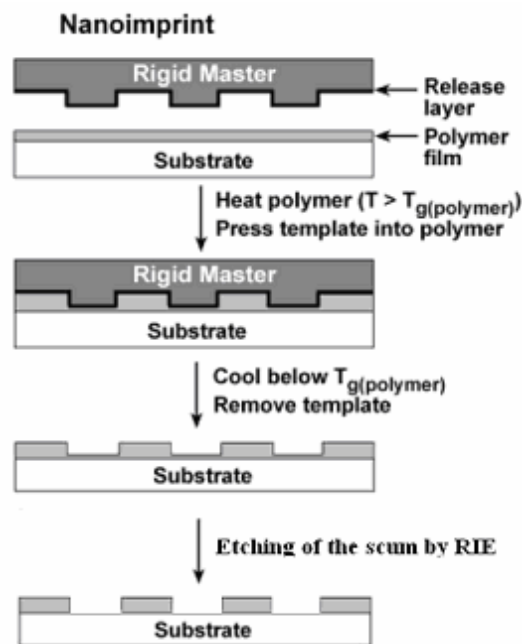 Nanoimprint
Rigid Master
Release
layer
Polymer
film
Substrate
Heat polymer (T > Tg(polymer))
Press template into polymer
Rigid Master
Substrate
Cool below Tg(polymer)
Remove template
Substrate
Etching of the scum by RIE
Substrate